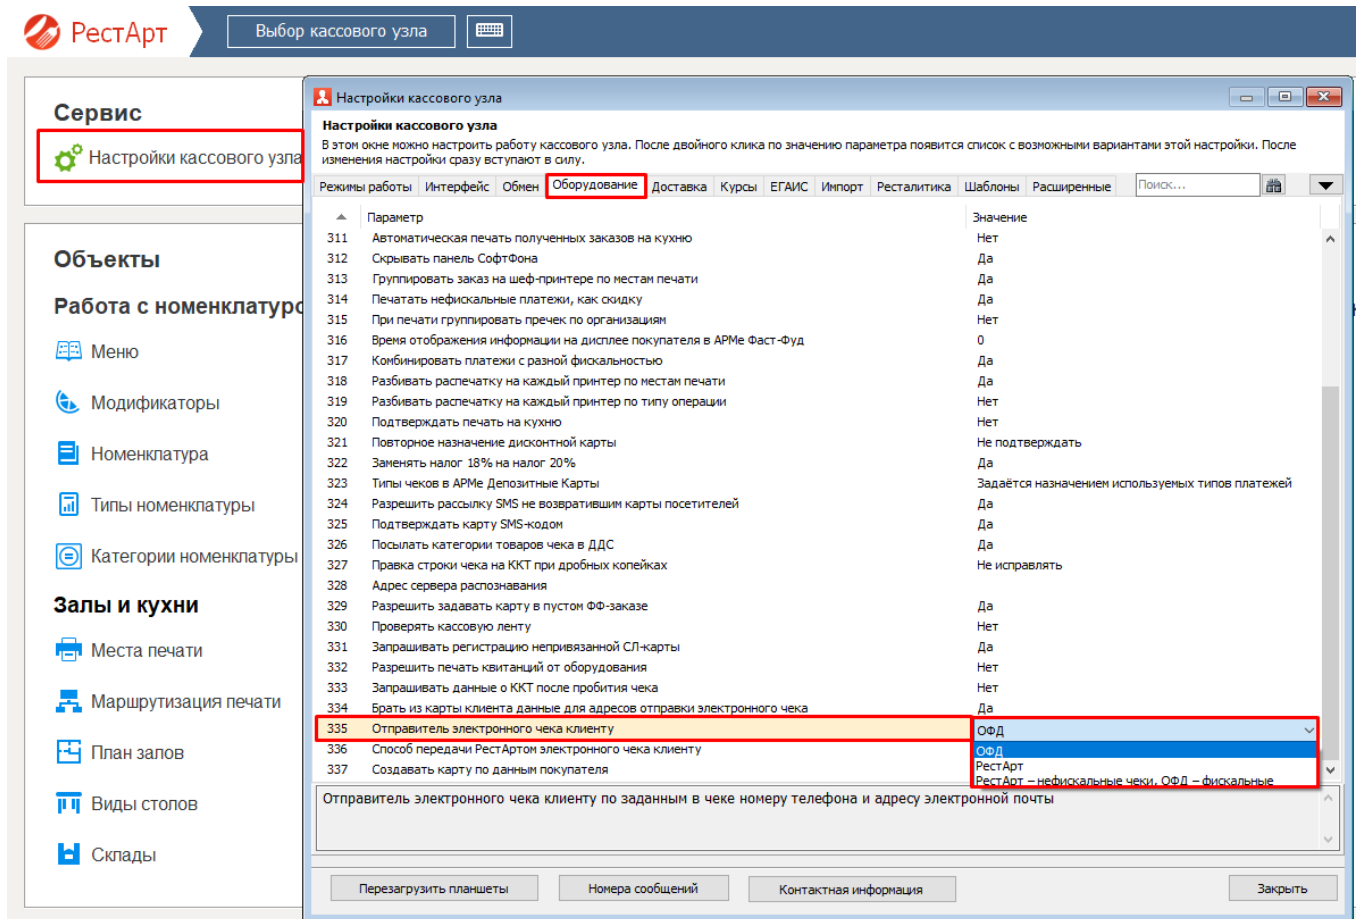 РестАрт
Выбор кассового узла
Сервис
Настройки кассового узла
Объекты
Работа с номенклатуро
Меню
Модификаторы
Номенклатура
Типы номенклатуры
Категории номенклатуры
Залы и кухни
Места печати
Маршрутизация печати
План залов
Виды столов
Склады
Настройки кассового узла
Настройки кассового узла
В этом окне можно настроить работу кассового узла. После двойного клика по значению параметра появится список с возможными вариантами этой настройки. После
изменения настройки сразу вступают в силу.
Режимы работы Интерфейс Обмен Оборудование Доставка Курсы ЕГАИС Импорт Ресталитика Шаблоны Расширенные Поиск...
Параметр Значение
311 Автоматическая печать полученных заказов на кухню Нет
312 Скрывать панель СофтФона Да
313 Группировать заказ на шеф-принтере по местам печати Да
314 Печатать нефискальные платежи, как скидку Да
315 При печати группировать пречек по организациям Нет
316 Время отображения информации на дисплее покупателя в АРМе Фаст-Фуд 0
317 Комбинировать платежи с разной фискальностью Да
318 Разбивать распечатку на каждый принтер по местам печати Да
319 Разбивать распечатку на каждый принтер по типу операции Нет
320 Подтверждать печать на кухню Нет
321 Повторное назначение дисконтной карты Не подтверждать
322 Заменять налог 18% на налог 20% Да
323 Типы чеков в АРМе Депозитные Карты Задаётся назначением используемых типов платежей
324 Разрешить рассылку SMS не возвратившим карты посетителей Да
325 Подтверждать карту SMS-кодом Да
326 Посылать категории товаров чека в ДДС Да
327 Правка строки чека на ККТ при дробных копейках Не исправлять
328 Адрес сервера распознавания
329 Разрешить задавать карту в пустом ФФ-заказе Да
330 Проверять кассовую ленту Нет
331 Запрашивать регистрацию непривязанной СЛ-карты Да
332 Разрешить печать квитанций от оборудования Нет
333 Запрашивать данные о ККТ после пробития чека Нет
334 Брать из карты клиента данные для адресов отправки электронного чека Да
335 Отправитель электронного чека клиенту ОФД
336 Способ передачи РестАртом электронного чека клиенту ОФД
337 Создавать карту по данным покупателя РестАрт
РестАрт – нефискальные чеки, ОФД – фискальные
Отправитель электронного чека клиенту по заданным в чеке номеру телефона и адресу электронной почты
Перезагрузить планшеты Номера сообщений Контактная информация Закрыть